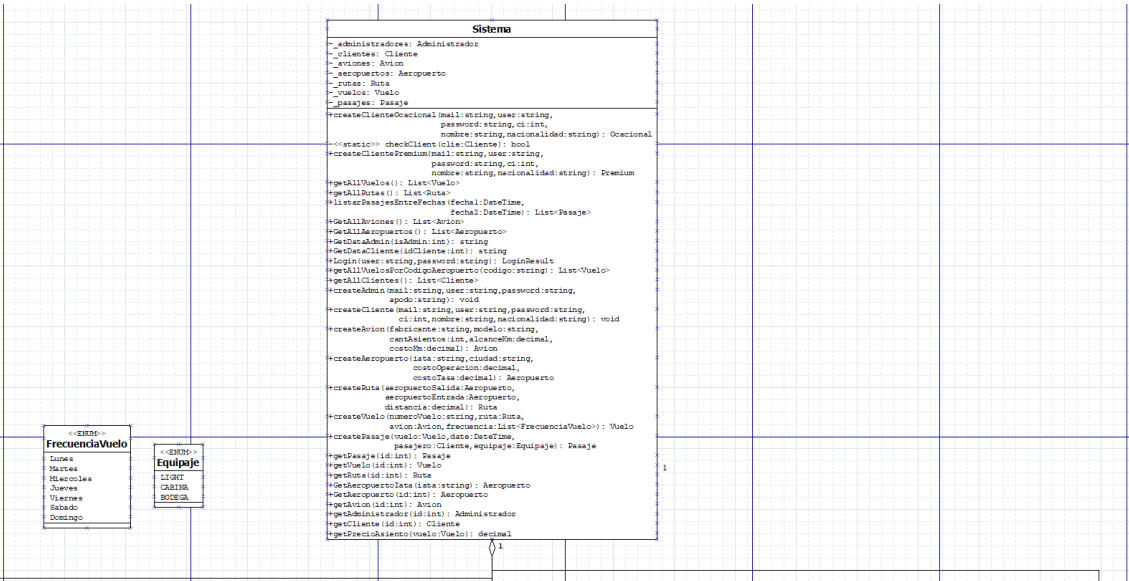 Sistema
-_administradores: Administrador
-_clientes: Cliente
-_aviones: Avion
-_aeropuertos: Aeropuerto
-_rutas: Ruta
-_vuelos: Vuelo
-_pasajes: Pasaje
+createClienteOcacional(mail:string,user:string,
password:string,ci:int,
nombre:string,nacionalidad:string): Ocacional
-<<static>> checkClient(clie:Cliente): bool
+createClientePremium(mail:string,user:string,
password:string,ci:int,
nombre:string,nacionalidad:string): Premium
+getAllVuelos(): List<Vuelo>
+getAllRutas(): List<Ruta>
+listarPasajesEntreFechas(fecha1:DateTime,
fecha2:DateTime): List<Pasaje>
+GetAllAviones(): List<Avion>
+GetAllAeropuertos(): List<Aeropuerto>
+GetDataAdmin(isAdmin:int): string
+GetDataCliente(idCliente:int): string
+Login(user:string,password:string): LoginResult
+getAllVuelosPorCodigoAeropuerto(codigo:string): List<Vuelo>
+getAllClientes(): List<Cliente>
+createAdmin(mail:string,user:string,password:string,
apodo:string): void
+createCliente(mail:string,user:string,password:string,
ci:int,nombre:string,nacionalidad:string): void
+createAvion(fabricante:string,modelo:string,
cantAsientos:int,alcanceKm:decimal,
costoKm:decimal): Avion
+createAeropuerto(iata:string,ciudad:string,
costoOperacion:decimal,
costoTasa:decimal): Aeropuerto
+createRuta(aeropuertoSalida:Aeropuerto,
aeropuertoEntrada:Aeropuerto,
distancia:decimal): Ruta
+createVuelo(numeroVuelo:string,ruta:Ruta,
avion:Avion,frecuencia:List<FrecuenciaVuelo>): Vuelo
+createPasaje(vuelo:Vuelo,date:DateTime,
pasajero:Cliente,equipaje:Equipaje): Pasaje
+getPasaje(id:int): Pasaje
+getVuelo(id:int): Vuelo
+getRuta(id:int): Ruta
+GetAeropuertoIata(iata:string): Aeropuerto
+GetAeropuerto(id:int): Aeropuerto
+getAvion(id:int): Avion
+getAdministrador(id:int): Administrador
+getCliente(id:int): Cliente
+getPrecioAsiento(vuelo:Vuelo): decimal
1
1
<<ENUM>>
FrecuenciaVuelo
Lunes
Martes
Miercoles
Jueves
Viernes
Sabado
Domingo
<<ENUM>>
Equipaje
LIGHT
CABINA
BODEGA